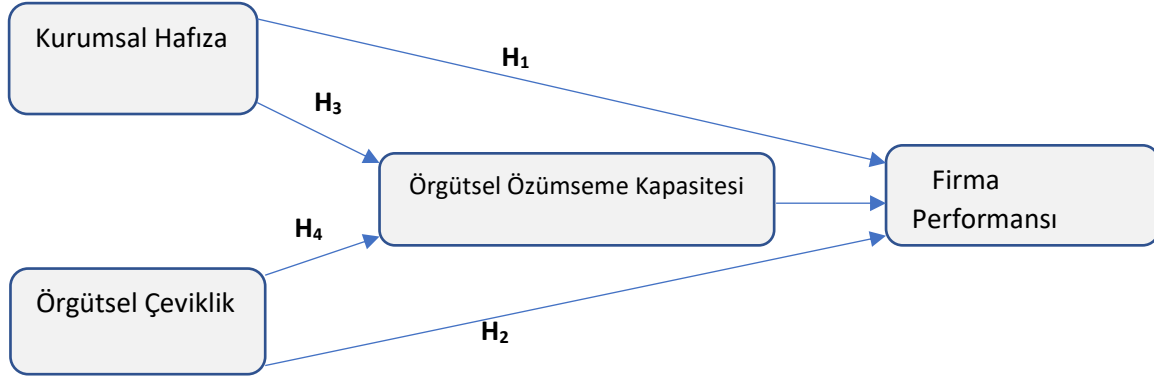 Kurumsal Hafıza
H₁
H₃
Örgütsel Özümseme Kapasitesi
Firma
Performansı
H₄
Örgütsel Çeviklik
H₂